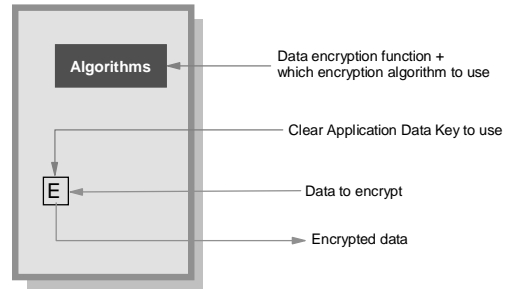 Algorithms
Data encryption function +
which encryption algorithm to use
Clear Application Data Key to use
E
Data to encrypt
Encrypted data